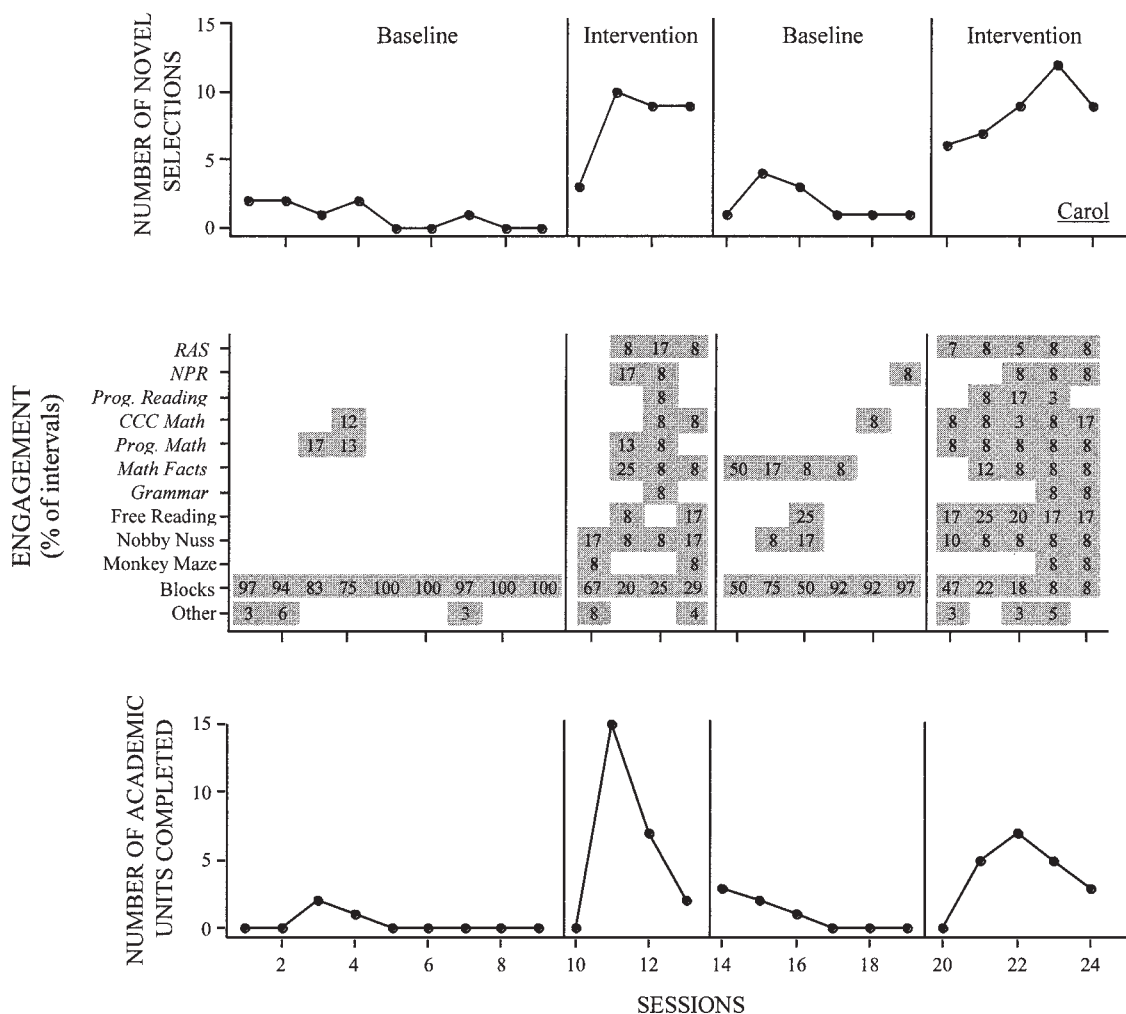 NUMBER OF NOVEL
SELECTIONS
15
10
5
0
Baseline Intervention Baseline Intervention
Carol
ENGAGEMENT
(% of intervals)
RAS 8 17 8 7 8 5 8 8
NPR 17 8 8 8 8 8
Prog. Reading 8 8 17 3
CCC Math 12 8 8 8 8 8 3 8 17
Prog. Math 17 13 13 8 8 8 8 8 8
Math Facts 25 8 8 50 17 8 8 12 8 8 8
Grammar 8 8 8
Free Reading 8 17 25 17 25 20 17 17
Nobby Nuss 17 8 8 17 8 17 10 8 8 8 8
Monkey Maze 8 8 8 8
Blocks 97 94 83 75 100 100 97 100 100 67 20 25 29 50 75 50 92 92 97 47 22 18 8 8
Other 3 6 3 8 4 3 3 5
NUMBER OF ACADEMIC
UNITS COMPLETED
15
10
5
0
2 4 6 8 10 12 14 16 18 20 22 24
SESSIONS